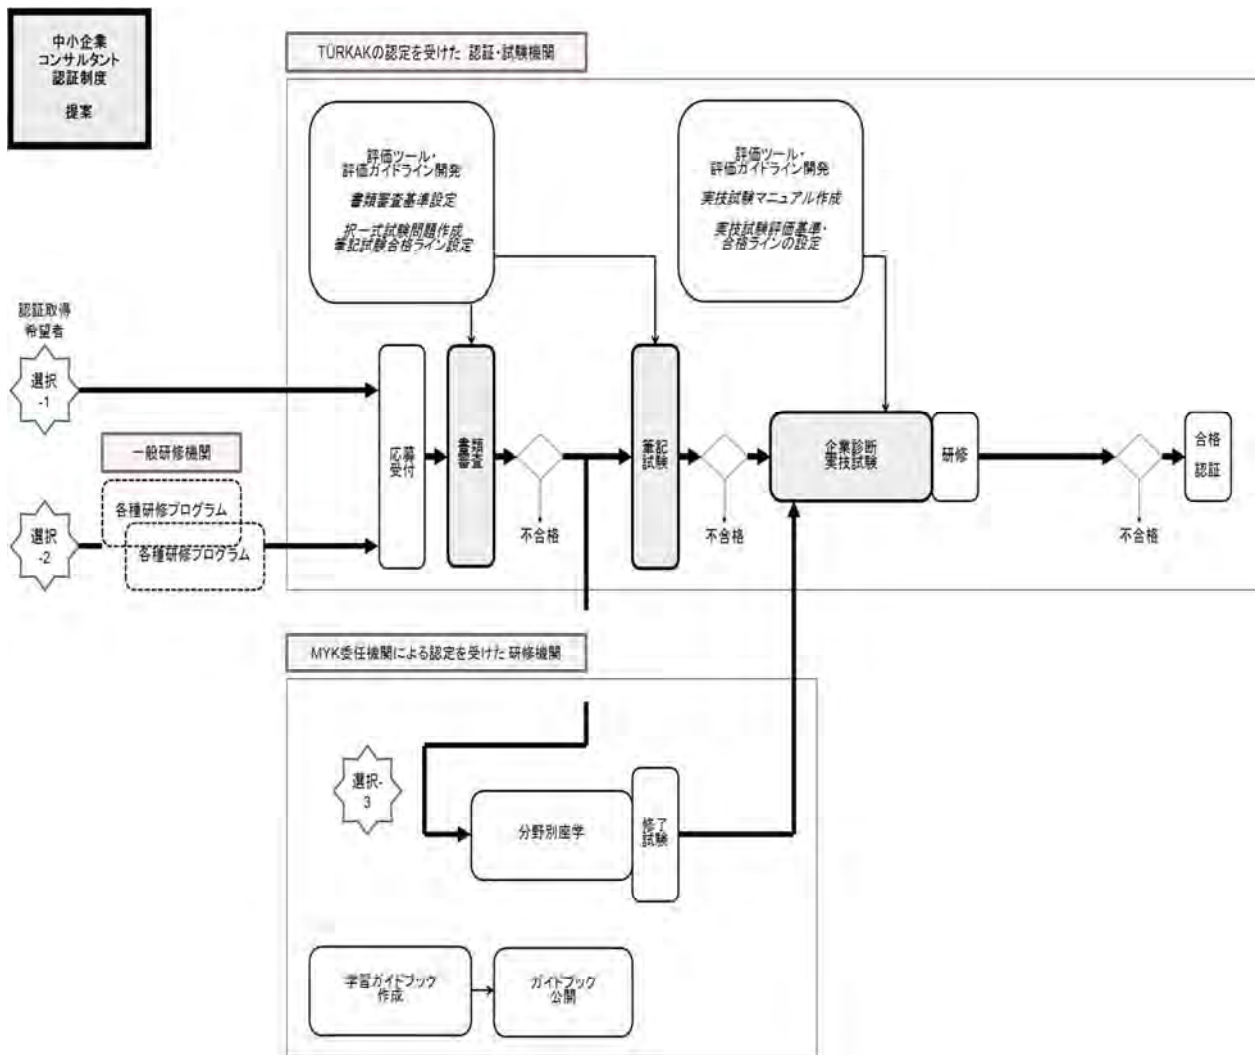 中小企業
コンサルタント
認証制度
提案
TÜRKAKの認定を受けた 認証・試験機関
評価ツール・
評価ガイドライン開発
書類審査基準設定
択一式試験問題作成
筆記試験合格ライン設定
評価ツール・
評価ガイドライン開発
実技試験マニュアル作成
実技試験評価基準・
合格ラインの設定
認証取得
希望者
選択
-1
一般研修機関
各種研修プログラム
各種研修プログラム
選択
-2
応募
受付
書類
審査
不合格
筆記
試験
不合格
企業診断
実技試験
研修
不合格
合格
認証
MYK委任機関による認定を受けた 研修機関
選択-
3
分野別座学
修了
試験
学習ガイドブック
作成
ガイドブック
公開